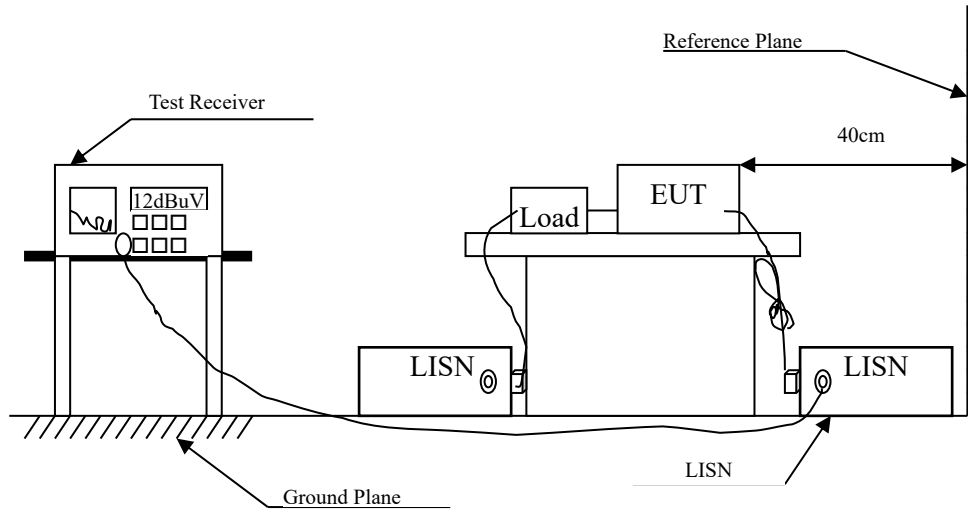 Reference Plane
Test Receiver
40cm
12dBuV
EUT
Load
LISN
LISN
LISN
Ground Plane